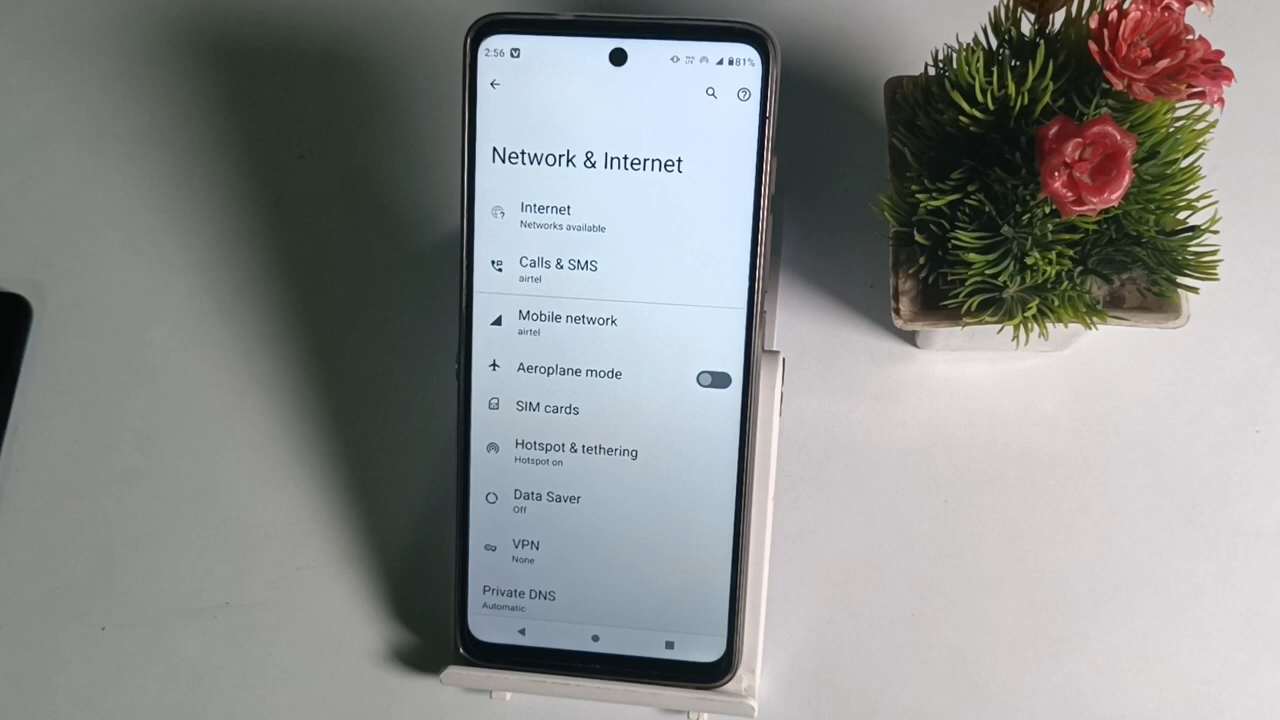 2:56
81%
Network & Internet
Internet
Networks available
Calls & SMS
airtel
Mobile network
airtel
Aeroplane mode
SIM cards
Hotspot & tethering
Hotspot on
Data Saver
Off
VPN
None
Private DNS
Automatic